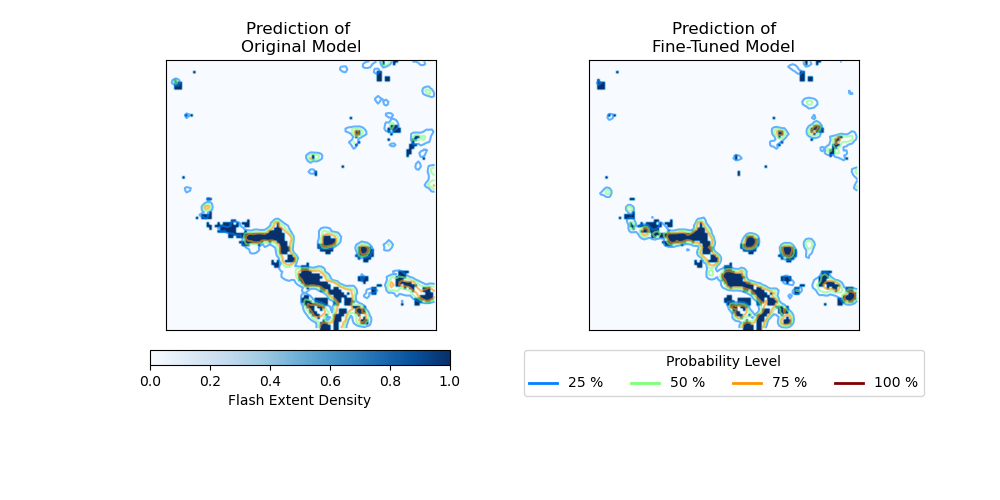 Prediction of
Original Model
Prediction of
Fine-Tuned Model
0.0 0.2 0.4 0.6 0.8 1.0
Flash Extent Density
Probability Level
25 % 50 % 75 % 100 %